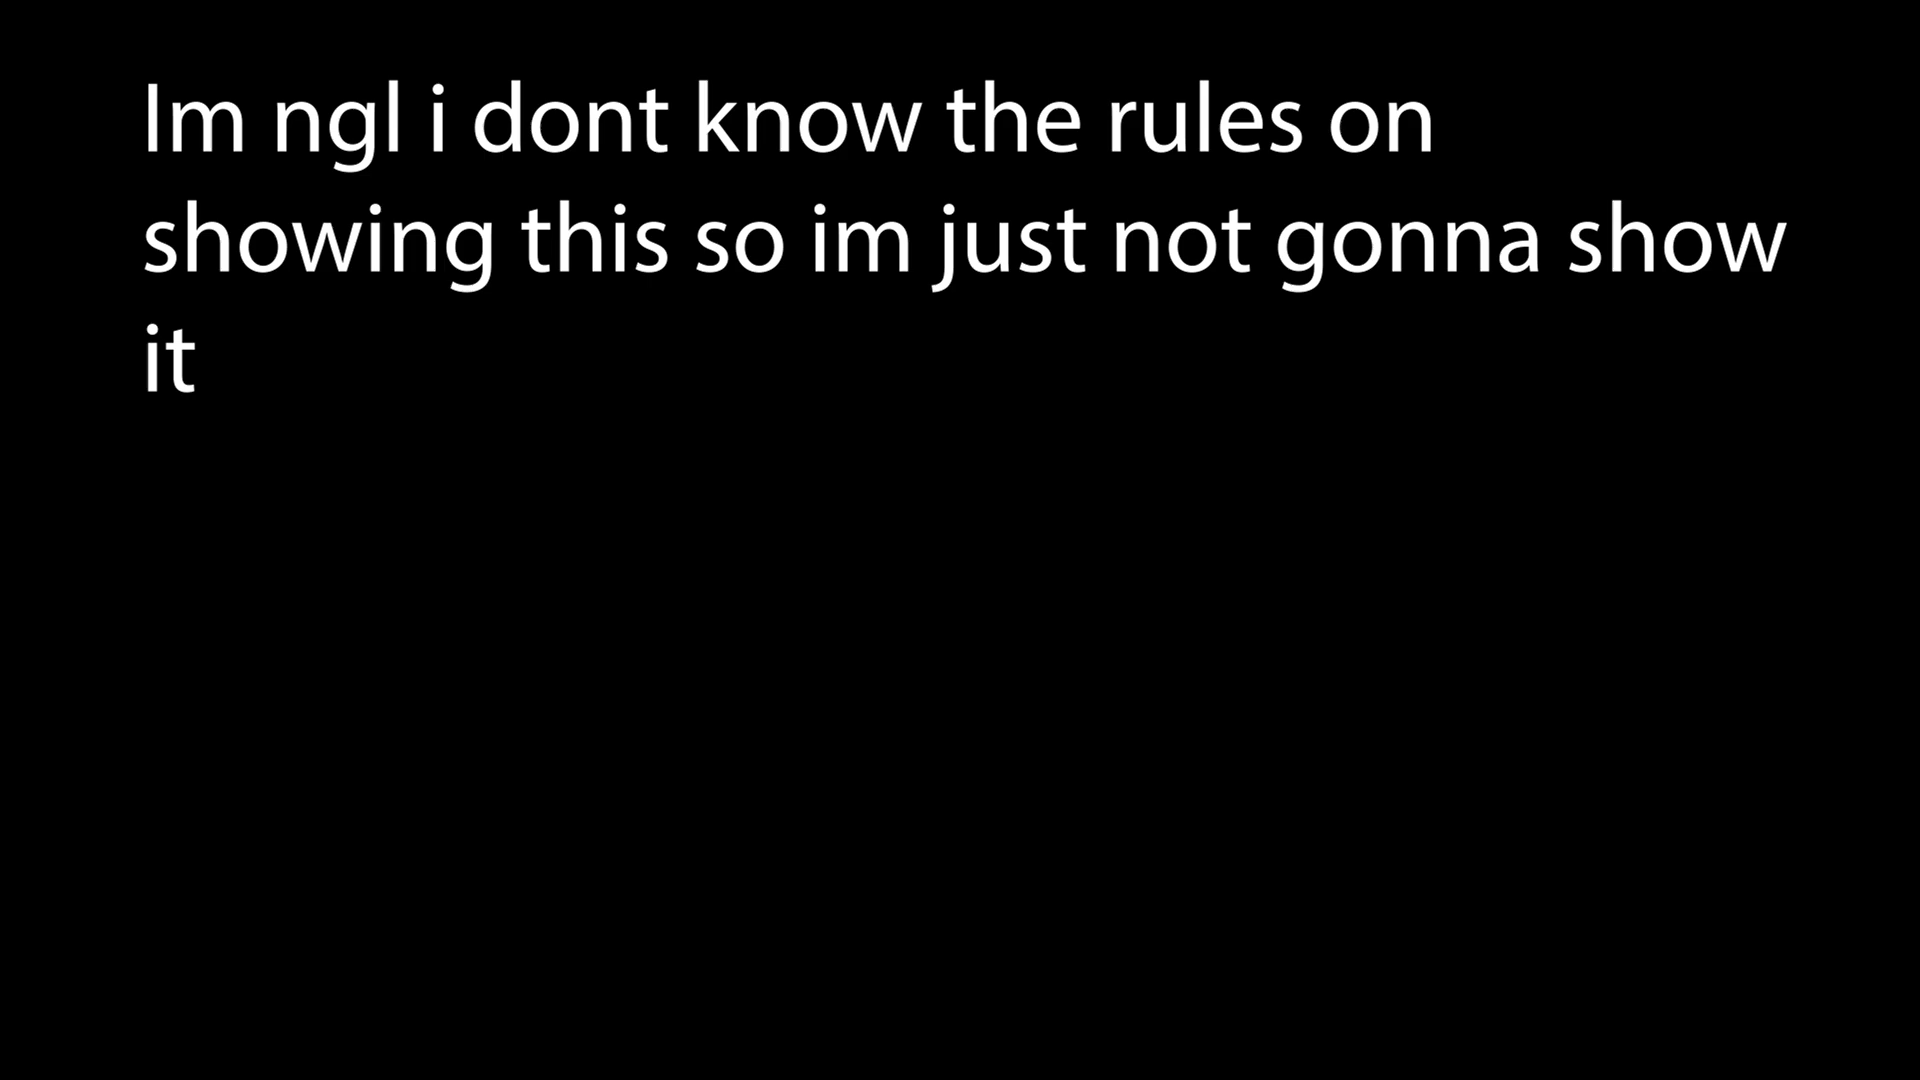 Im ngl i dont know the rules on
showing this so im just not gonna show
it